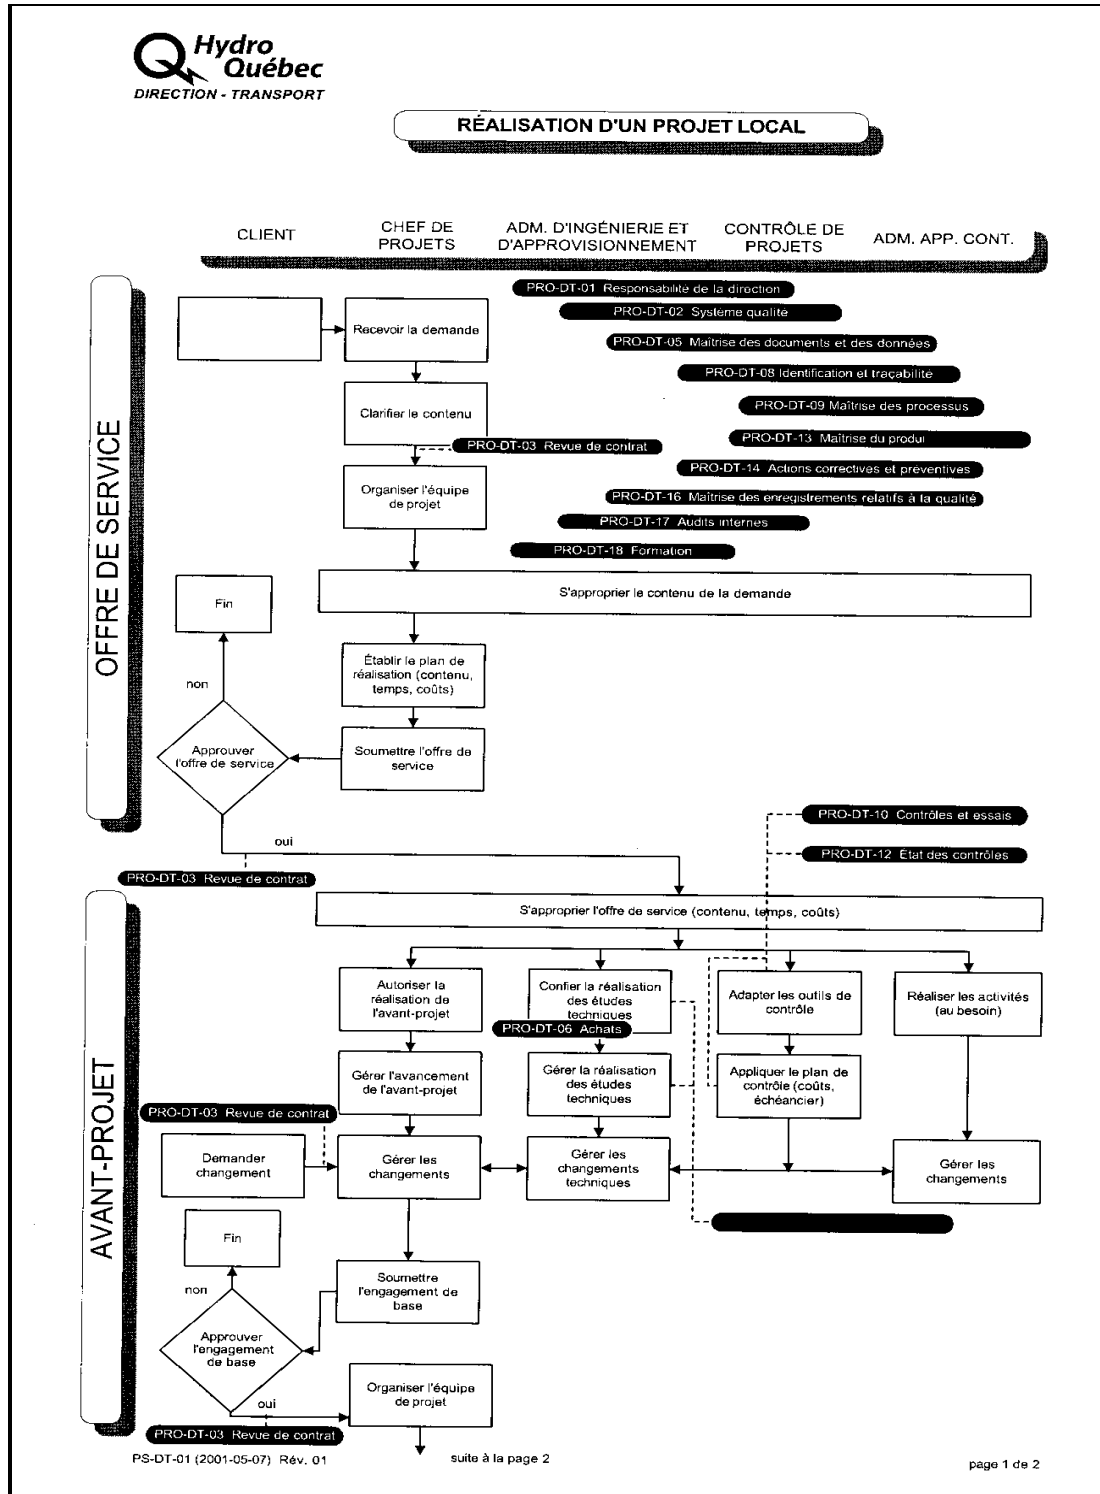 Hydro
Québec
DIRECTION - TRANSPORT
RÉALISATION D'UN PROJET LOCAL
CLIENT
CHEF DE
PROJETS
ADM. D'INGÉNIERIE ET
D'APPROVISIONNEMENT
CONTRÔLE DE
PROJETS
ADM. APP. CONT.
OFFRE DE SERVICE
PRO-DT-01 Responsabilité de la direction
PRO-DT-02 Système qualité
Recevoir la demande
PRO-DT-05 Maîtrise des documents et des données
PRO-DT-08 Identification et traçabilité
PRO-DT-09 Maîtrise des processus
Clarifier le contenu
PRO-DT-13 Maîtrise du produi
PRO-DT-03 Revue de contrat
PRO-DT-14 Actions correctives et préventives
Organiser l'équipe
de projet
PRO-DT-16 Maîtrise des enregistrements relatifs à la qualité
PRO-DT-17 Audits internes
PRO-DT-18 Formation
S'approprier le contenu de la demande
Fin
Établir le plan de
réalisation (contenu,
temps, coûts)
non
Approuver
l'offre de service
Soumettre l'offre de
service
PRO-DT-10 Contrôles et essais
oui
PRO-DT-12 État des contrôles
PRO-DT-03 Revue de contrat
AVANT-PROJET
S'approprier l'offre de service (contenu, temps, coûts)
Autoriser la
réalisation de
l'avant-projet
Confier la réalisation
des études
techniques
Adapter les outils de
contrôle
Réaliser les activités
(au besoin)
PRO-DT-06 Achats
Gérer l'avancement
de l'avant-projet
Gérer la réalisation
des études
techniques
Appliquer le plan de
contrôle (coûts,
échéancier)
PRO-DT-03 Revue de contrat
Demander
changement
Gérer les
changements
Gérer les
changements
techniques
Gérer les
changements
Fin
non
Soumettre
l'engagement de
base
Approuver
l'engagement
de base
Organiser l'équipe
de projet
oui
PRO-DT-03 Revue de contrat
PS-DT-01 (2001-05-07) Rév. 01
suite à la page 2
page 1 de 2